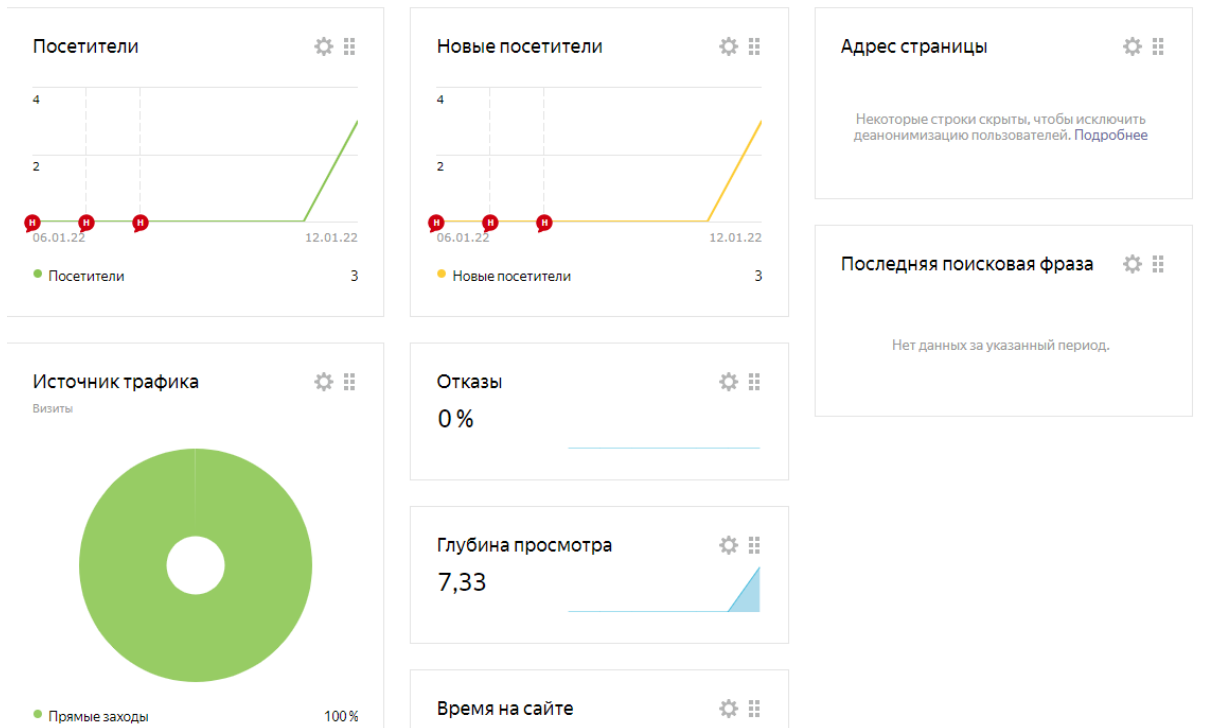 Посетители
4
2
Н
Н
Н
06.01.22
12.01.22
Посетители
3
Новые посетители
4
2
Н
Н
Н
06.01.22
12.01.22
Новые посетители
3
Адрес страницы
Некоторые строки скрыты, чтобы исключить
деанонимизацию пользователей. Подробнее
Последняя поисковая фраза
Нет данных за указанный период.
Источник трафика
Визиты
Прямые заходы
100 %
Отказы
0 %
Глубина просмотра
7,33
Время на сайте